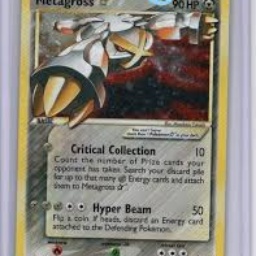 Metagross ☆ 90 HP
BASIC
Critical Collection 10
Count the number of Prize cards your
opponent has taken. Search your discard pile
for up to that many Energy cards and attach
them to Metagross ☆.
Hyper Beam 50
Flip a coin. If heads, discard an Energy card
attached to the Defending Pokémon.